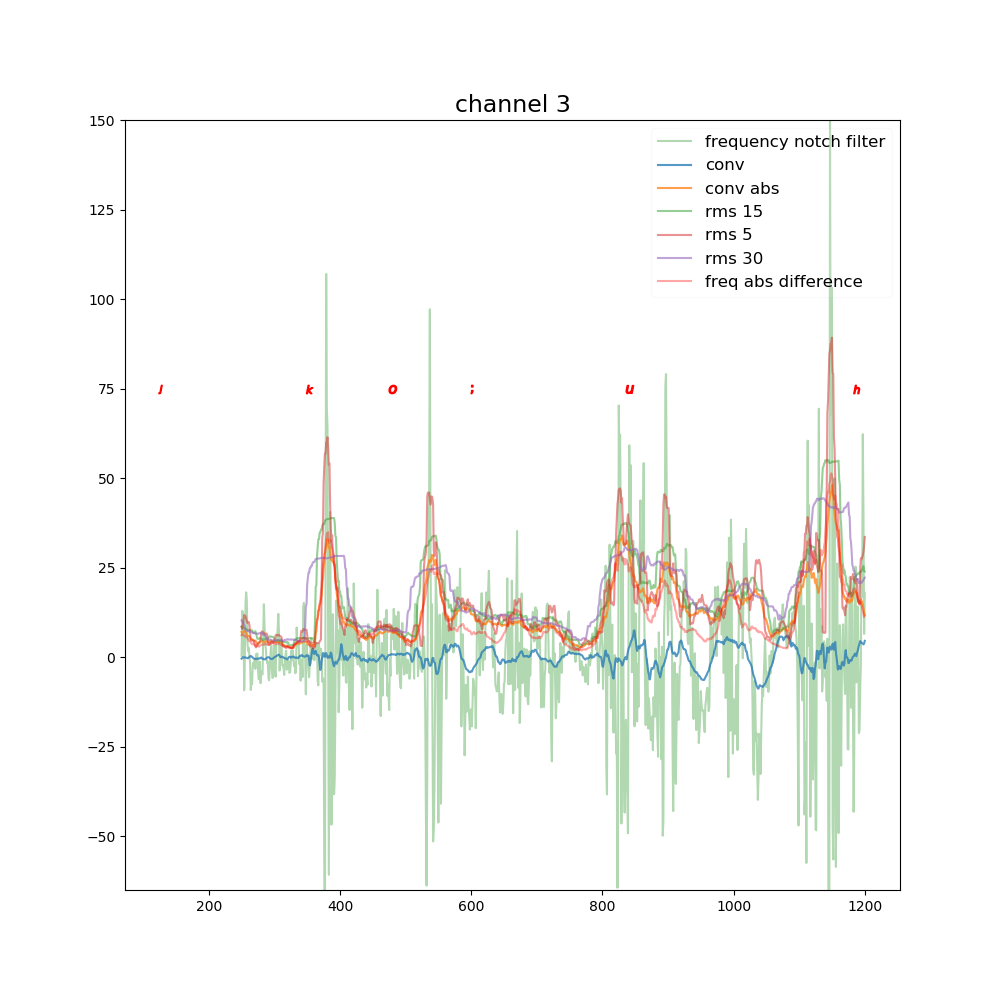 channel 3
150
125
100
75
50
25
0
−25
−50
frequency notch filter
conv
conv abs
rms 15
rms 5
rms 30
freq abs difference
k o ; u h
200 400 600 800 1000 1200